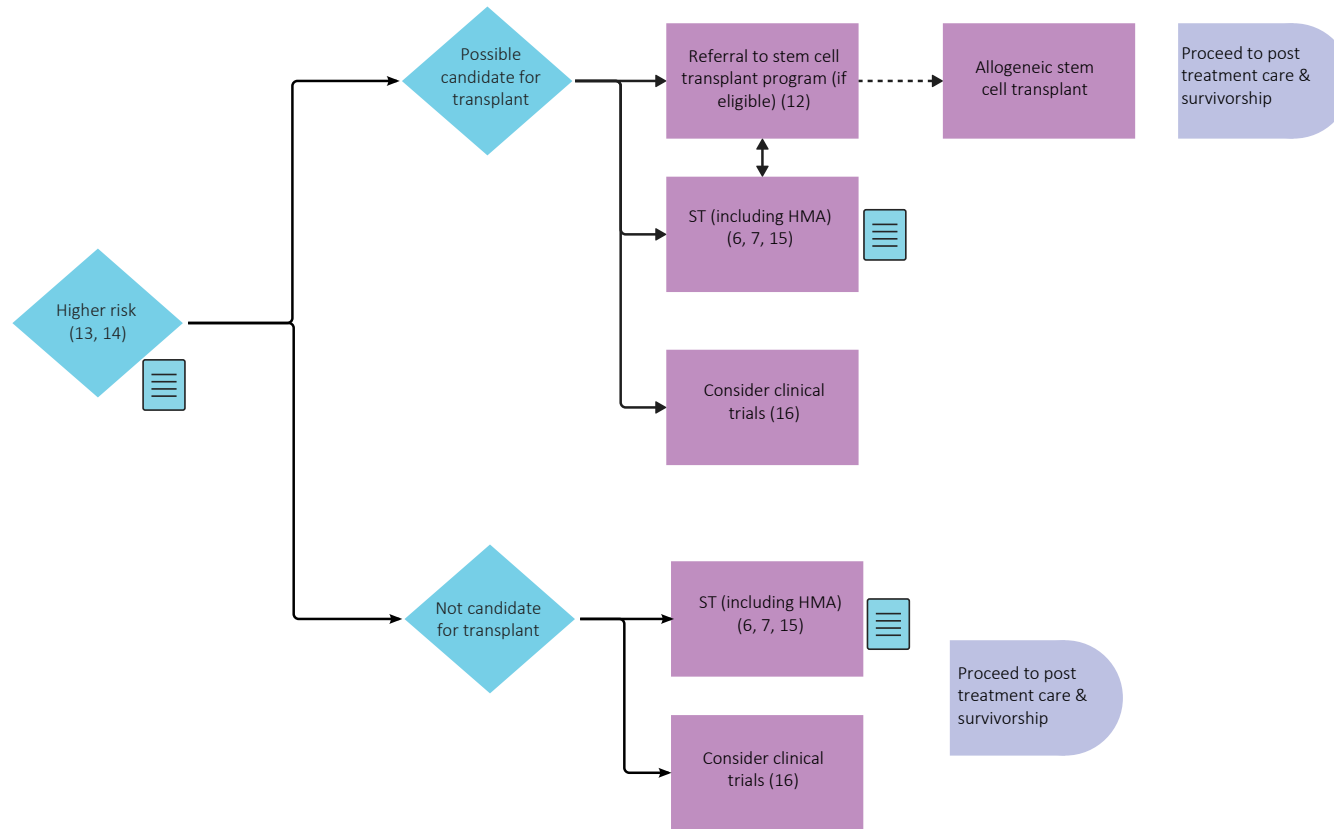 Possible
candidate for
transplant
Referral to stem cell
transplant program (if
eligible) (12)
Allogeneic stem
cell transplant
Proceed to post
treatment care &
survivorship
ST (including HMA)
(6, 7, 15)
Higher risk
(13, 14)
Consider clinical
trials (16)
Not candidate
for transplant
ST (including HMA)
(6, 7, 15)
Proceed to post
treatment care &
survivorship
Consider clinical
trials (16)